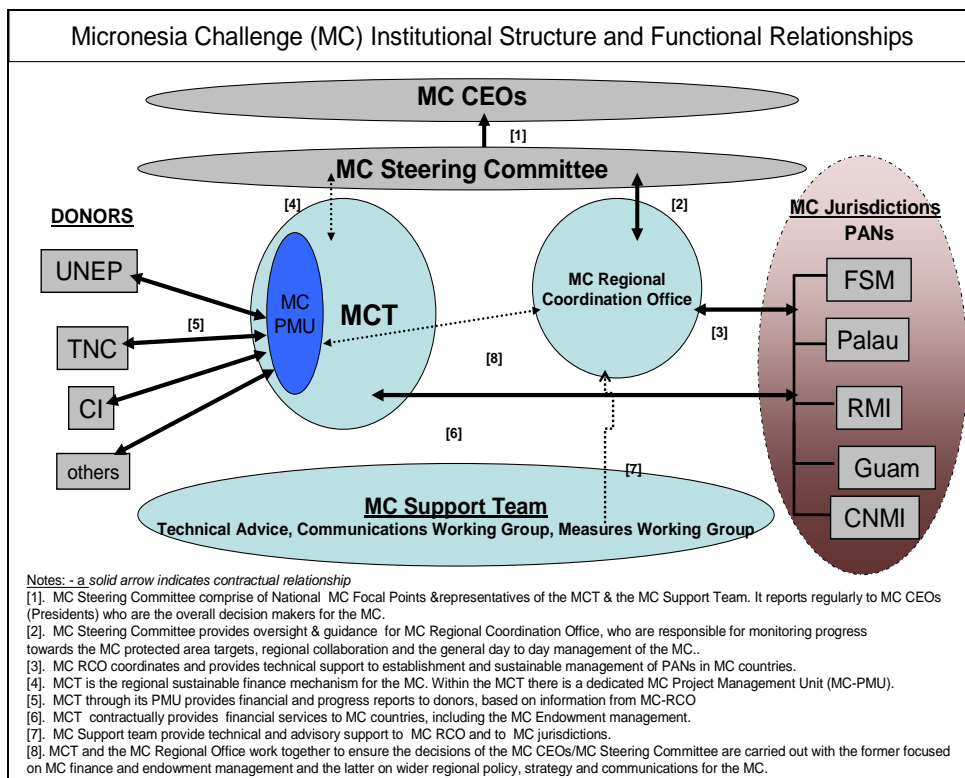 Micronesia Challenge (MC) Institutional Structure and Functional Relationships
MC CEOs
[1]
MC Steering Committee
[4]
[2]
DONORS
UNEP
TNC
CI
others
[5]
MC
PMU
MCT
MC Regional
Coordination Office
[3]
[8]
[6]
[7]
MC Jurisdictions
PANs
FSM
Palau
RMI
Guam
CNMI
MC Support Team
Technical Advice, Communications Working Group, Measures Working Group
Notes: - a solid arrow indicates contractual relationship
[1]. MC Steering Committee comprise of National MC Focal Points &representatives of the MCT & the MC Support Team. It reports regularly to MC CEOs
(Presidents) who are the overall decision makers for the MC.
[2]. MC Steering Committee provides oversight & guidance for MC Regional Coordination Office, who are responsible for monitoring progress
towards the MC protected area targets, regional collaboration and the general day to day management of the MC..
[3]. MC RCO coordinates and provides technical support to establishment and sustainable management of PANs in MC countries.
[4]. MCT is the regional sustainable finance mechanism for the MC. Within the MCT there is a dedicated MC Project Management Unit (MC-PMU).
[5]. MCT through its PMU provides financial and progress reports to donors, based on information from MC-RCO
[6]. MCT contractually provides financial services to MC countries, including the MC Endowment management.
[7]. MC Support team provide technical and advisory support to MC RCO and to MC jurisdictions.
[8]. MCT and the MC Regional Office work together to ensure the decisions of the MC CEOs/MC Steering Committee are carried out with the former focused
on MC finance and endowment management and the latter on wider regional policy, strategy and communications for the MC.